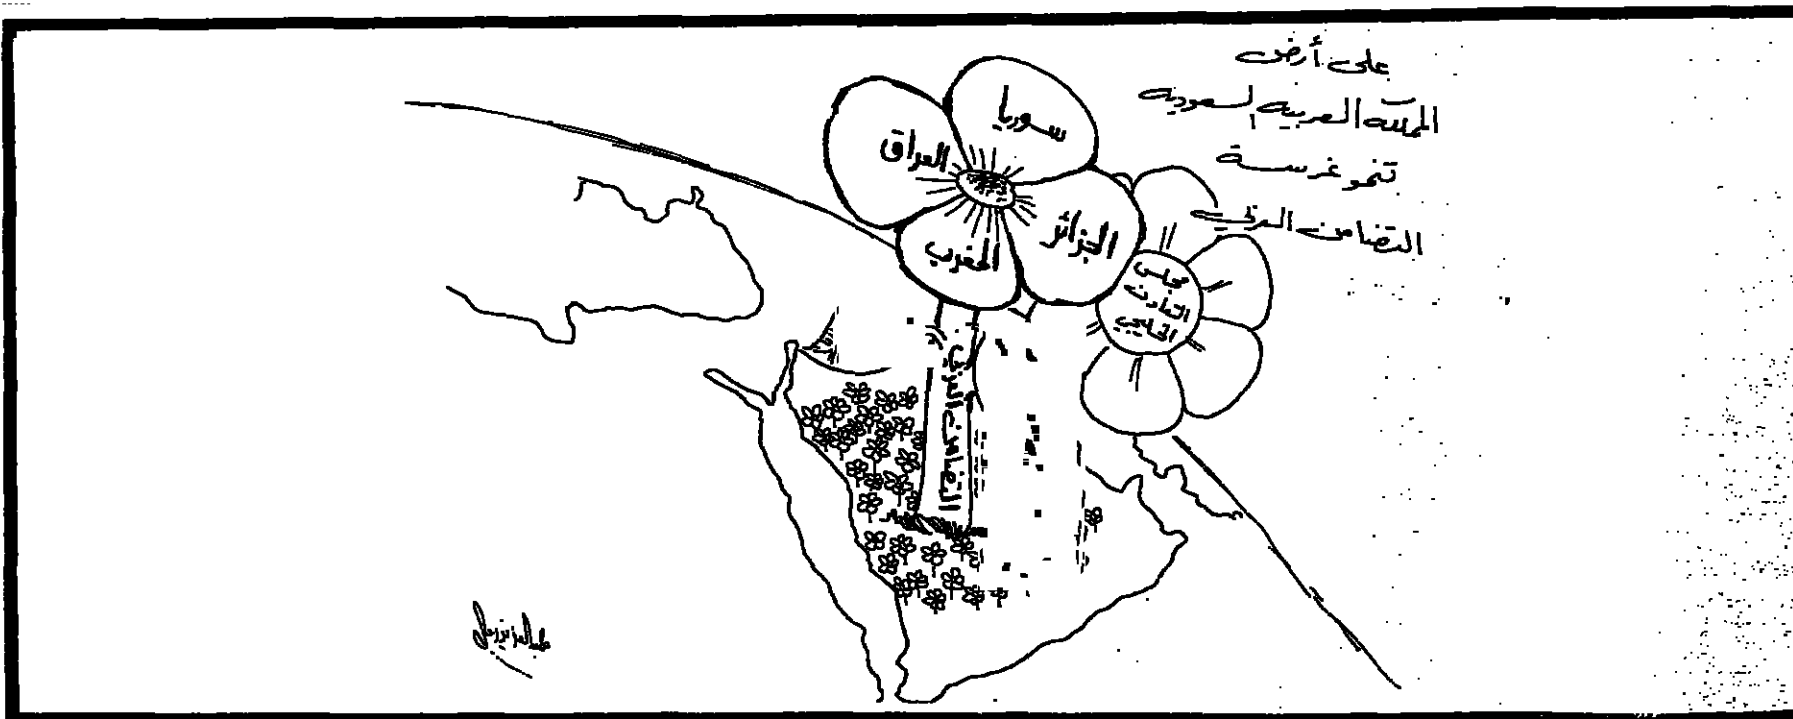 على أرض
المملكة العربية السعودية
تنمو غرسة
التضامن العربي
سوريا
العراق
الجزائر
المغرب
مجلس
التعاون
الخليجي
التضامن العربي